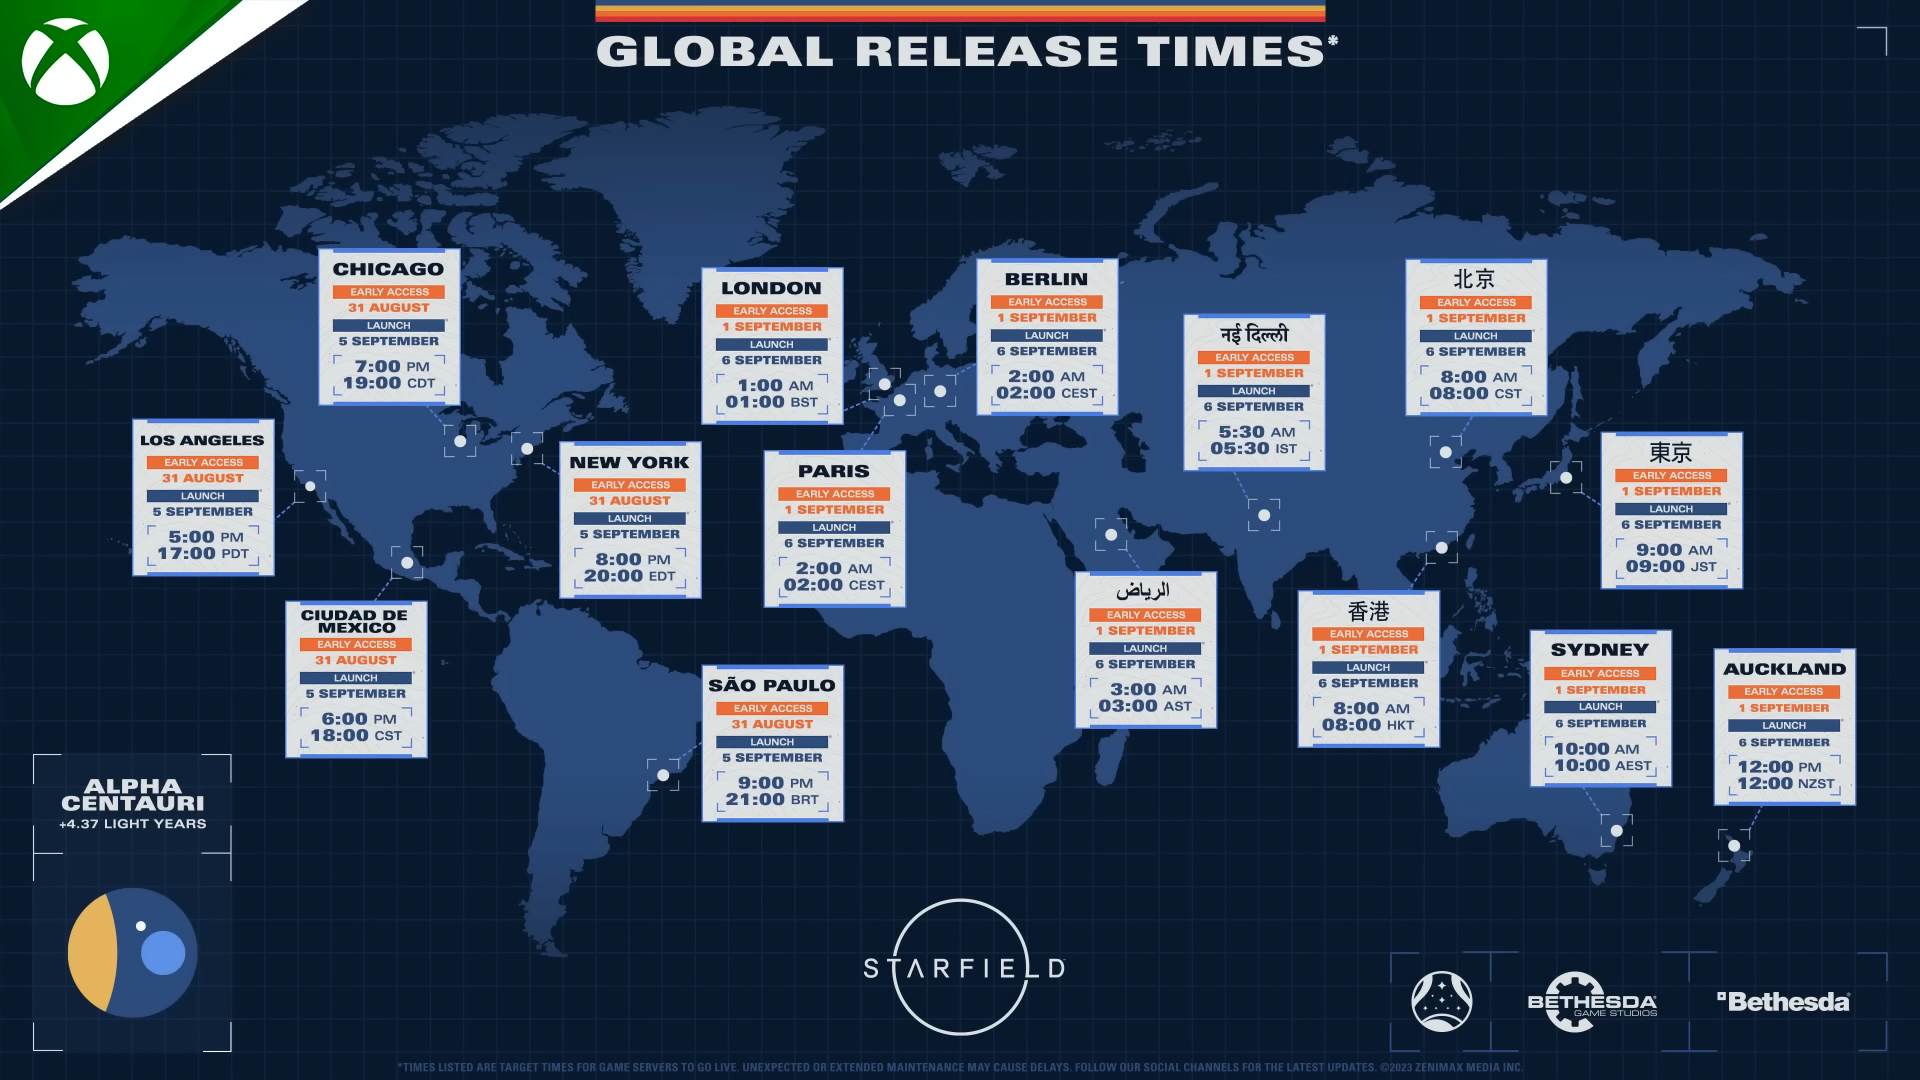 GLOBAL RELEASE TIMES*
CHICAGO
EARLY ACCESS
31 AUGUST
LAUNCH
5 SEPTEMBER
7:00 PM
19:00 CDT
LONDON
EARLY ACCESS
1 SEPTEMBER
LAUNCH
6 SEPTEMBER
1:00 AM
01:00 BST
BERLIN
EARLY ACCESS
1 SEPTEMBER
LAUNCH
6 SEPTEMBER
2:00 AM
02:00 CEST
नई दिल्ली
EARLY ACCESS
1 SEPTEMBER
LAUNCH
6 SEPTEMBER
5:30 AM
05:30 IST
北京
EARLY ACCESS
1 SEPTEMBER
LAUNCH
6 SEPTEMBER
8:00 AM
08:00 CST
LOS ANGELES
EARLY ACCESS
31 AUGUST
LAUNCH
5 SEPTEMBER
5:00 PM
17:00 PDT
NEW YORK
EARLY ACCESS
31 AUGUST
LAUNCH
5 SEPTEMBER
8:00 PM
20:00 EDT
PARIS
EARLY ACCESS
1 SEPTEMBER
LAUNCH
6 SEPTEMBER
2:00 AM
02:00 CEST
東京
EARLY ACCESS
1 SEPTEMBER
LAUNCH
6 SEPTEMBER
9:00 AM
09:00 JST
CIUDAD DE
MEXICO
EARLY ACCESS
31 AUGUST
LAUNCH
5 SEPTEMBER
6:00 PM
18:00 CST
SÃO PAULO
EARLY ACCESS
31 AUGUST
LAUNCH
5 SEPTEMBER
9:00 PM
21:00 BRT
الرياض
EARLY ACCESS
1 SEPTEMBER
LAUNCH
6 SEPTEMBER
3:00 AM
03:00 AST
香港
EARLY ACCESS
1 SEPTEMBER
LAUNCH
6 SEPTEMBER
8:00 AM
08:00 HKT
SYDNEY
EARLY ACCESS
1 SEPTEMBER
LAUNCH
6 SEPTEMBER
10:00 AM
10:00 AEST
AUCKLAND
EARLY ACCESS
1 SEPTEMBER
LAUNCH
6 SEPTEMBER
12:00 PM
12:00 NZST
ALPHA
CENTAURI
+4.37 LIGHT YEARS
STARFIELD
BETHESDA
GAME STUDIOS
Bethesda
*TIMES LISTED ARE TARGET TIMES FOR GAME SERVERS TO GO LIVE. UNEXPECTED OR EXTENDED MAINTENANCE MAY CAUSE DELAYS. FOLLOW OUR SOCIAL CHANNELS FOR THE LATEST UPDATES. ©2023 ZENIMAX MEDIA INC.